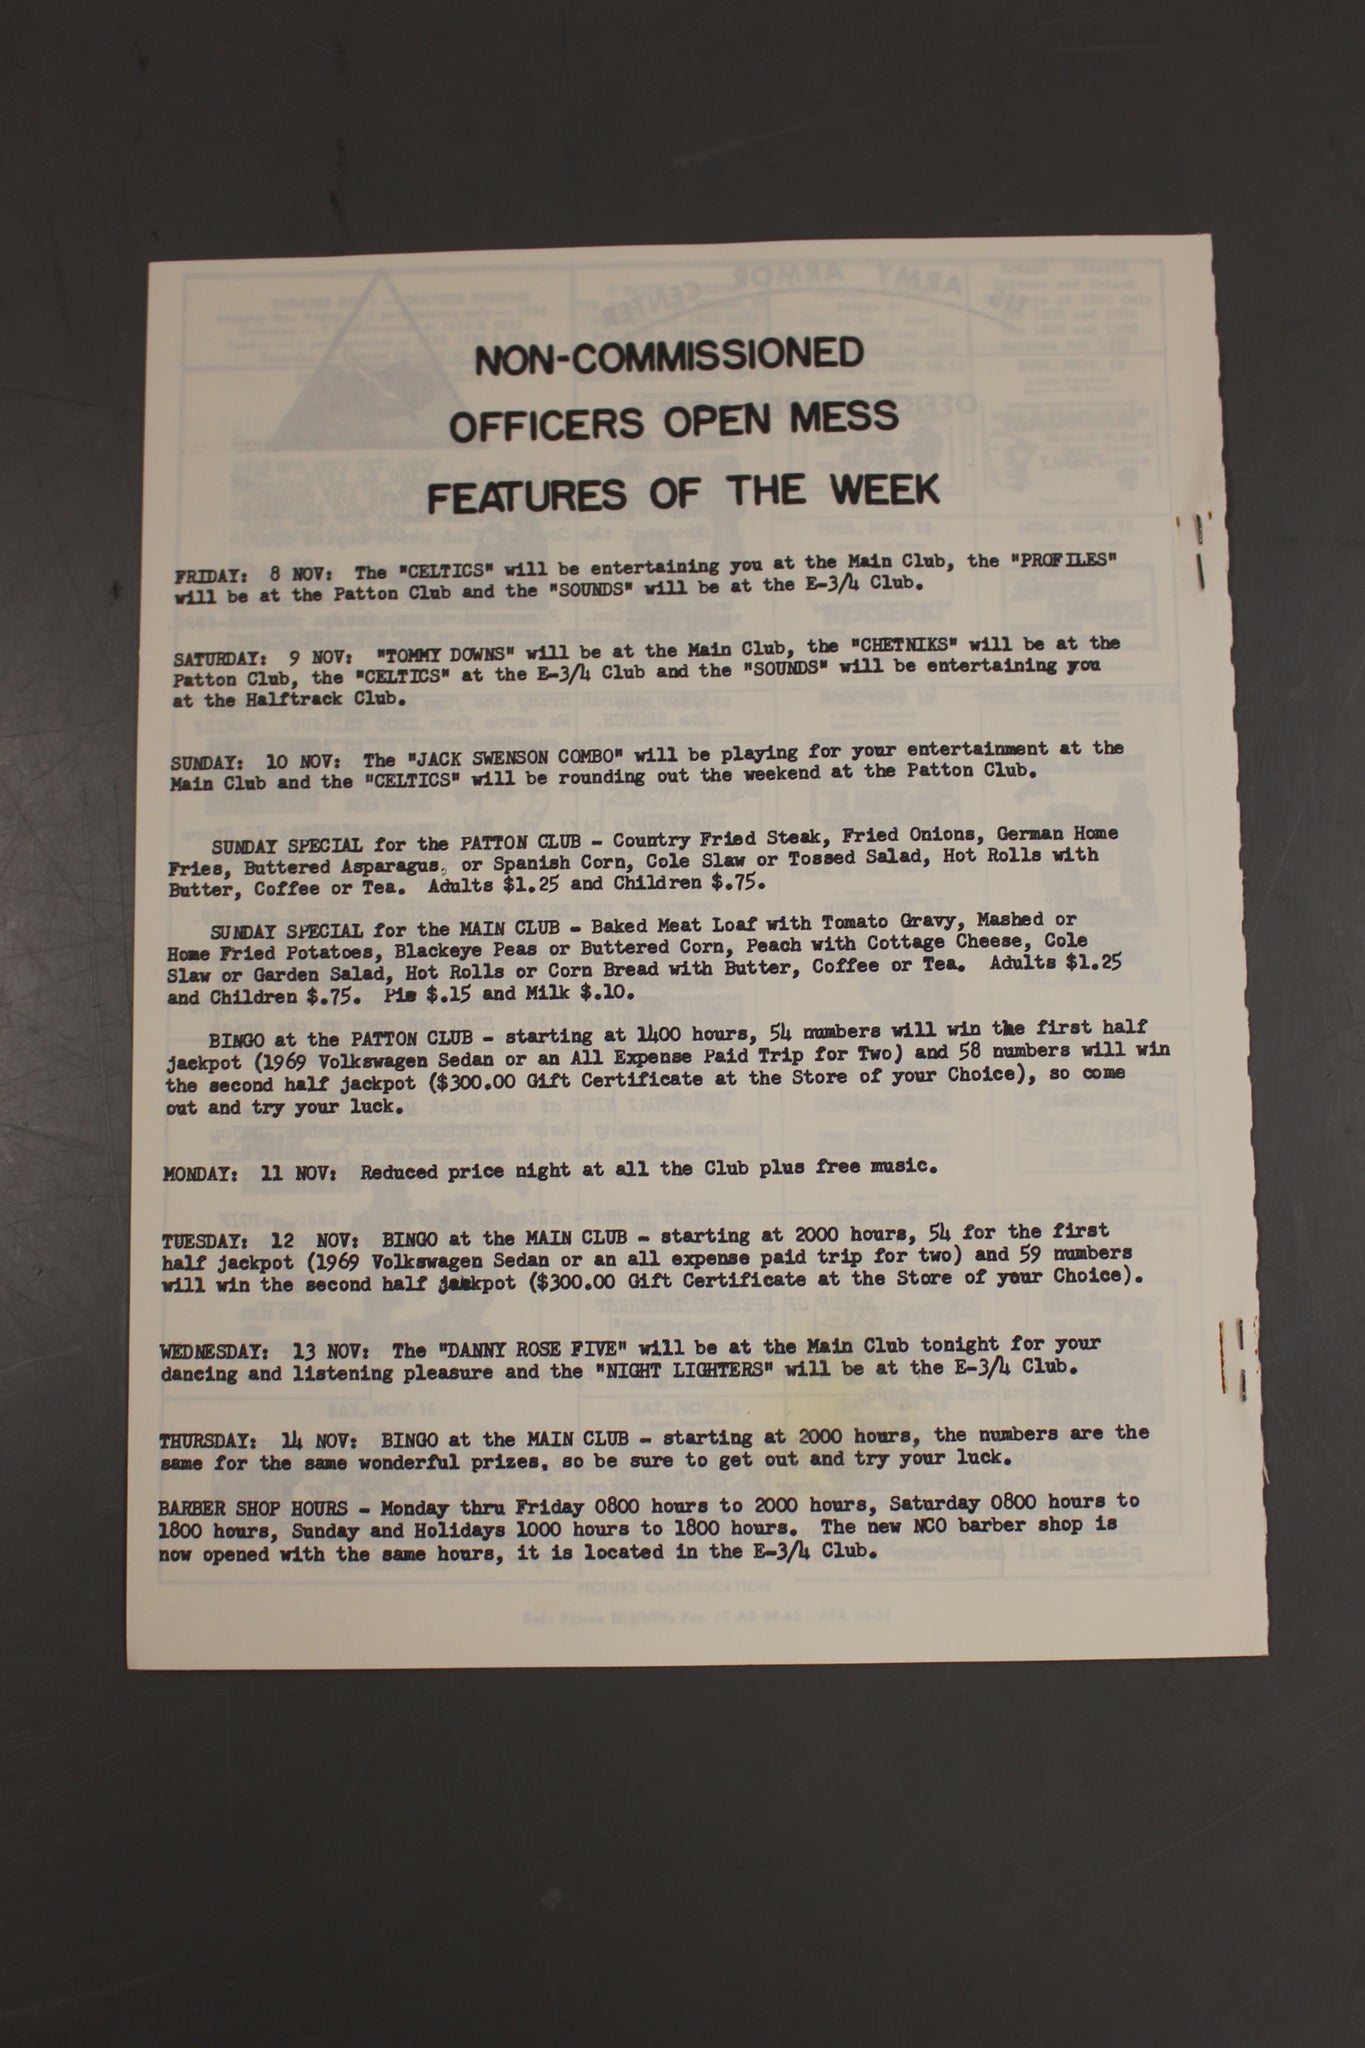 NON-COMMISSIONED
OFFICERS OPEN MESS
FEATURES OF THE WEEK
FRIDAY: 8 NOV: The "CELTICS" will be entertaining you at the Main Club, the "PROFILES"
will be at the Patton Club and the "SOUNDS" will be at the E-3/4 Club.
SATURDAY: 9 NOV: "TOMMY DOWNS" will be at the Main Club, the "CHETNIKS" will be at the
Patton Club, the "CELTICS" at the E-3/4 Club and the "SOUNDS" will be entertaining you
at the Halftrack Club.
SUNDAY: 10 NOV: The "JACK SWENSON COMBO" will be playing for your entertainment at the
Main Club and the "CELTICS" will be rounding out the weekend at the Patton Club.
SUNDAY SPECIAL for the PATTON CLUB - Country Fried Steak, Fried Onions, German Home
Fries, Buttered Asparagus, or Spanish Corn, Cole Slaw or Tossed Salad, Hot Rolls with
Butter, Coffee or Tea. Adults $1.25 and Children $.75.
SUNDAY SPECIAL for the MAIN CLUB - Baked Meat Loaf with Tomato Gravy, Mashed or
Home Fried Potatoes, Blackeye Peas or Buttered Corn, Peach with Cottage Cheese, Cole
Slaw or Garden Salad, Hot Rolls or Corn Bread with Butter, Coffee or Tea. Adults $1.25
and Children $.75. Pie $.15 and Milk $.10.
BINGO at the PATTON CLUB - starting at 1400 hours, 54 numbers will win the first half
jackpot (1969 Volkswagen Sedan or an All Expense Paid Trip for Two) and 58 numbers will win
the second half jackpot ($300.00 Gift Certificate at the Store of your Choice), so come
out and try your luck.
MONDAY: 11 NOV: Reduced price night at all the Club plus free music.
TUESDAY: 12 NOV: BINGO at the MAIN CLUB - starting at 2000 hours, 54 for the first
half jackpot (1969 Volkswagen Sedan or an all expense paid trip for two) and 59 numbers
will win the second half jackpot ($300.00 Gift Certificate at the Store of your Choice).
WEDNESDAY: 13 NOV: The "DANNY ROSE FIVE" will be at the Main Club tonight for your
dancing and listening pleasure and the "NIGHT LIGHTERS" will be at the E-3/4 Club.
THURSDAY: 14 NOV: BINGO at the MAIN CLUB - starting at 2000 hours, the numbers are the
same for the same wonderful prizes, so be sure to get out and try your luck.
BARBER SHOP HOURS - Monday thru Friday 0800 hours to 2000 hours, Saturday 0800 hours to
1800 hours, Sunday and Holidays 1000 hours to 1800 hours. The new NCO barber shop is
now opened with the same hours, it is located in the E-3/4 Club.